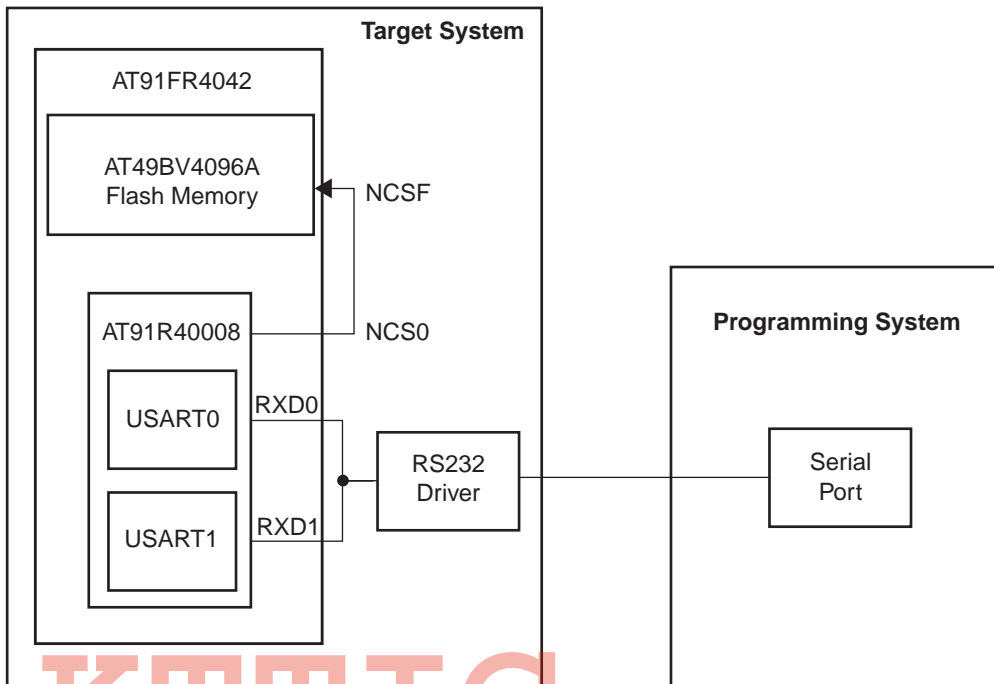 Target System
AT91FR4042
AT49BV4096A
Flash Memory
NCSF
AT91R40008
NCS0
Programming System
USART0
RXD0
RS232
Driver
Serial
Port
USART1
RXD1